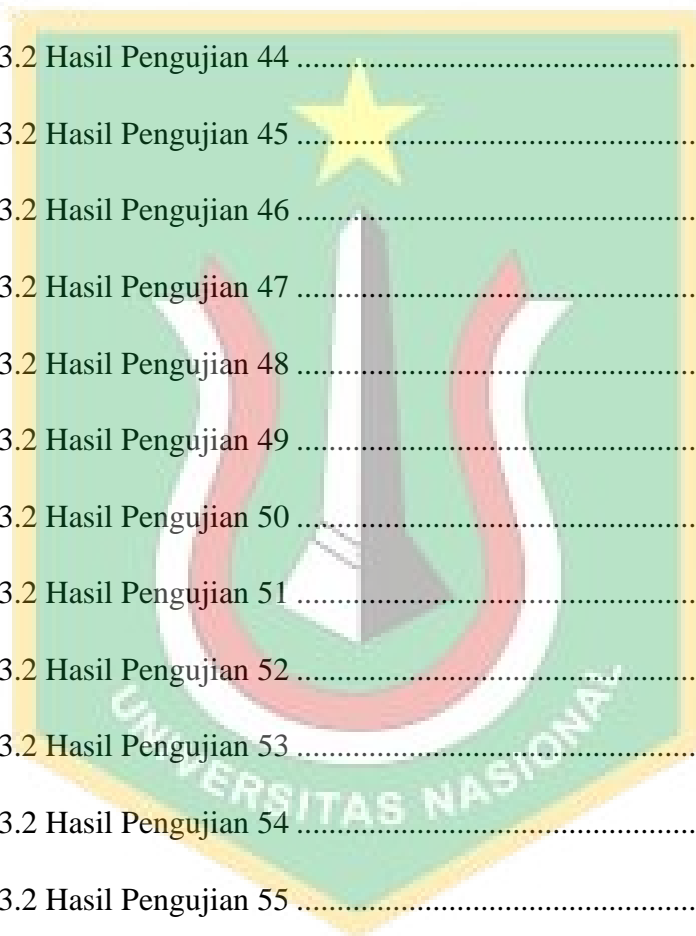 3.2 Hasil Pengujian 44 ........................................................
3.2 Hasil Pengujian 45 ........................................................
3.2 Hasil Pengujian 46 ........................................................
3.2 Hasil Pengujian 47 ........................................................
3.2 Hasil Pengujian 48 ........................................................
3.2 Hasil Pengujian 49 ........................................................
3.2 Hasil Pengujian 50 ........................................................
3.2 Hasil Pengujian 51 ........................................................
3.2 Hasil Pengujian 52 ........................................................
3.2 Hasil Pengujian 53 ........................................................
3.2 Hasil Pengujian 54 ........................................................
3.2 Hasil Pengujian 55 ........................................................
UNIVERSITAS NASIONAL